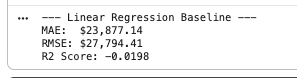 ... --- Linear Regression Baseline ---
MAE:  $23,877.14
RMSE: $27,794.41
R2 Score: -0.0198